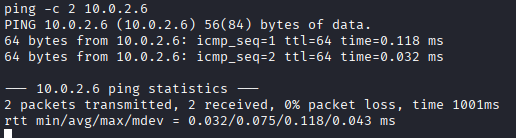 ping -c 2 10.0.2.6
PING 10.0.2.6 (10.0.2.6) 56(84) bytes of data.
64 bytes from 10.0.2.6: icmp_seq=1 ttl=64 time=0.118 ms
64 bytes from 10.0.2.6: icmp_seq=2 ttl=64 time=0.032 ms
--- 10.0.2.6 ping statistics ---
2 packets transmitted, 2 received, 0% packet loss, time 1001ms
rtt min/avg/max/mdev = 0.032/0.075/0.118/0.043 ms